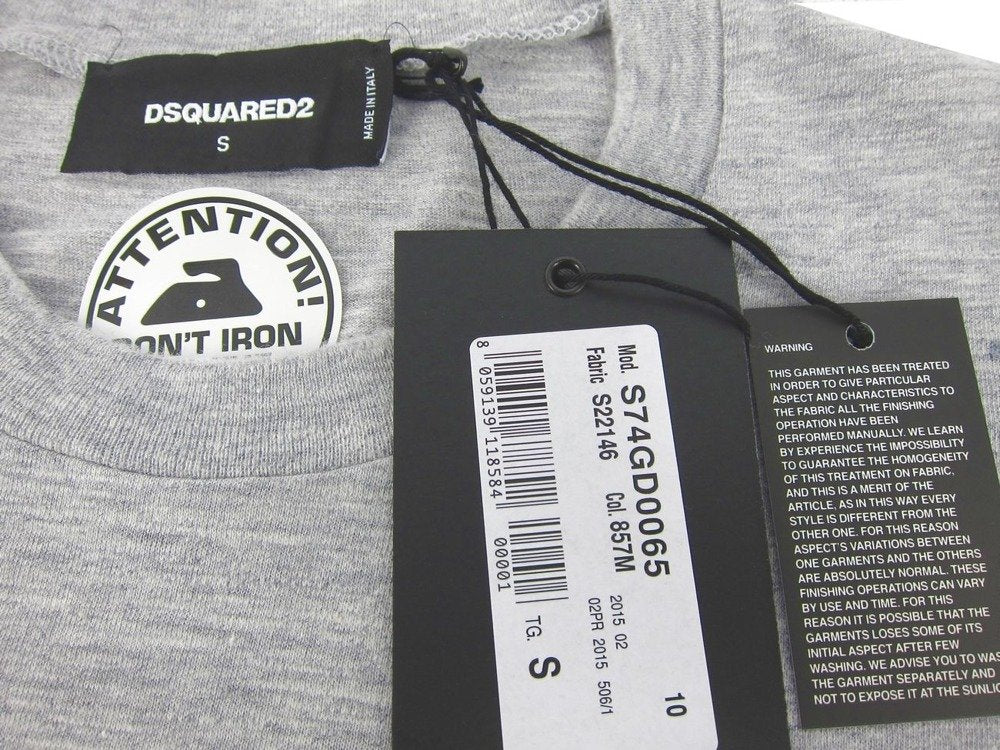 DSQUARED2
S
MADE IN ITALY
ATTENTION!
DON'T IRON
Mod. S74GD0065
Fabric S22146 Col. 857M
2015 02
02PR 2015 506/1
10
8 059139 118584
00001
TG. S
WARNING
THIS GARMENT HAS BEEN TREATED
IN ORDER TO GIVE PARTICULAR
ASPECT AND CHARACTERISTICS TO
THE FABRIC ALL THE FINISHING
OPERATION HAVE BEEN
PERFORMED MANUALLY. WE LEARN
BY EXPERIENCE THE IMPOSSIBILITY
TO GUARANTEE THE HOMOGENEITY
OF THIS TREATMENT ON FABRIC,
AND THIS IS A MERIT OF THE
ARTICLE, AS IN THIS WAY EVERY
STYLE IS DIFFERENT FROM THE
OTHER ONE. FOR THIS REASON
ASPECT'S VARIATIONS BETWEEN
ONE GARMENTS AND THE OTHERS
ARE ABSOLUTELY NORMAL. THESE
FINISHING OPERATIONS CAN VARY
BY USE AND TIME. FOR THIS
REASON IT IS POSSIBLE THAT THE
GARMENTS LOSES SOME OF ITS
INITIAL ASPECT AFTER FEW
WASHING. WE ADVISE YOU TO WAS
THE GARMENT SEPARATELY AND
NOT TO EXPOSE IT AT THE SUNLIG